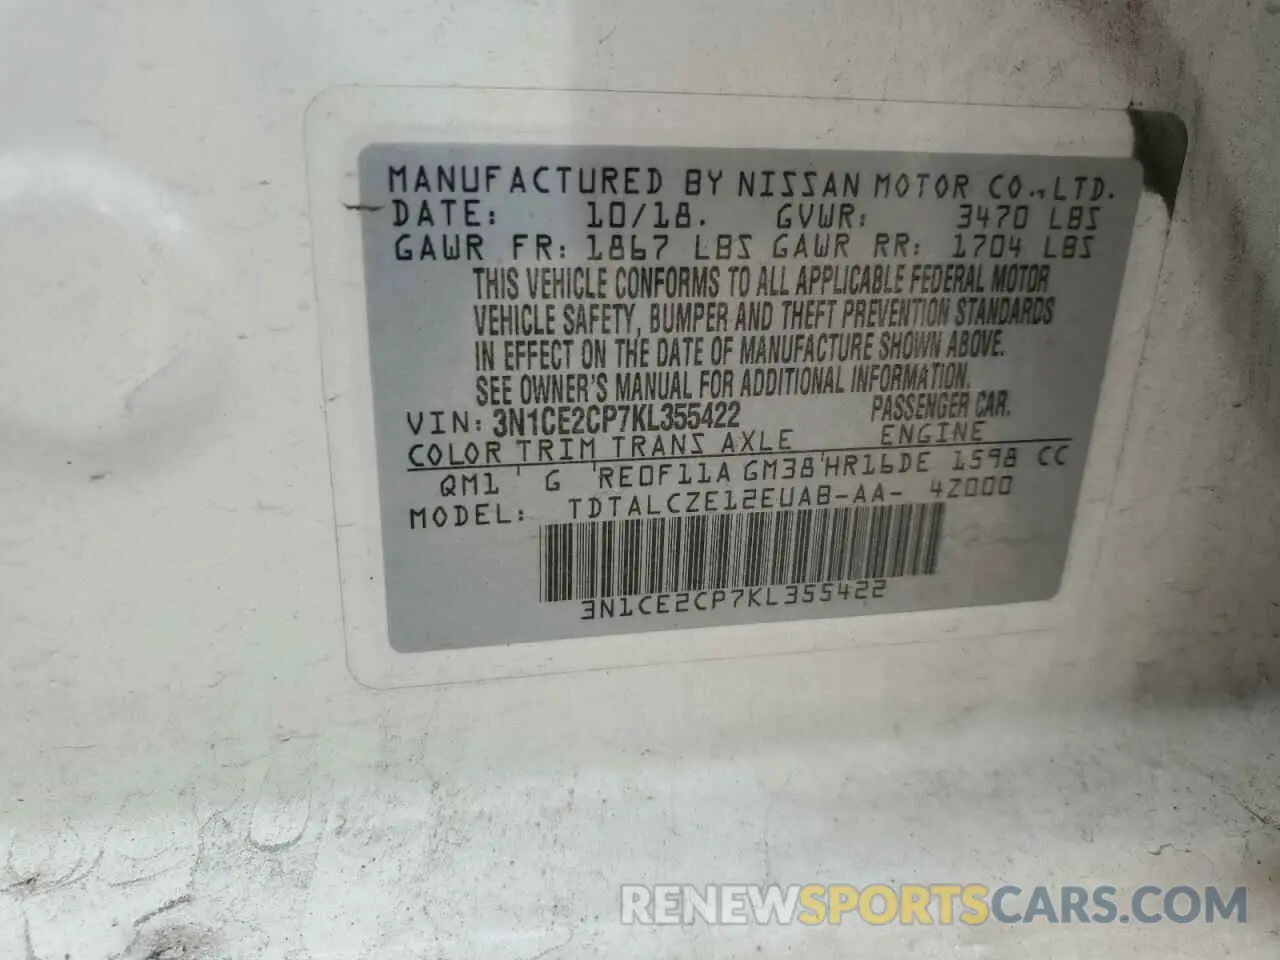 MANUFACTURED BY NISSAN MOTOR CO., LTD.
DATE: 10/18. GVWR: 3470 LBS
GAWR FR: 1867 LBS GAWR RR: 1704 LBS
THIS VEHICLE CONFORMS TO ALL APPLICABLE FEDERAL MOTOR
VEHICLE SAFETY, BUMPER AND THEFT PREVENTION STANDARDS
IN EFFECT ON THE DATE OF MANUFACTURE SHOWN ABOVE.
SEE OWNER'S MANUAL FOR ADDITIONAL INFORMATION.
VIN: 3N1CE2CP7KL355422 PASSENGER CAR.
COLOR TRIM TRANS AXLE ENGINE
QM1 ' G 'RE0F11A GM38'HR16DE 1598 CC
MODEL: TDTALCZE12EUAB-AA- 4Z000
3N1CE2CP7KL355422
RENEWSPORTSCARS.COM